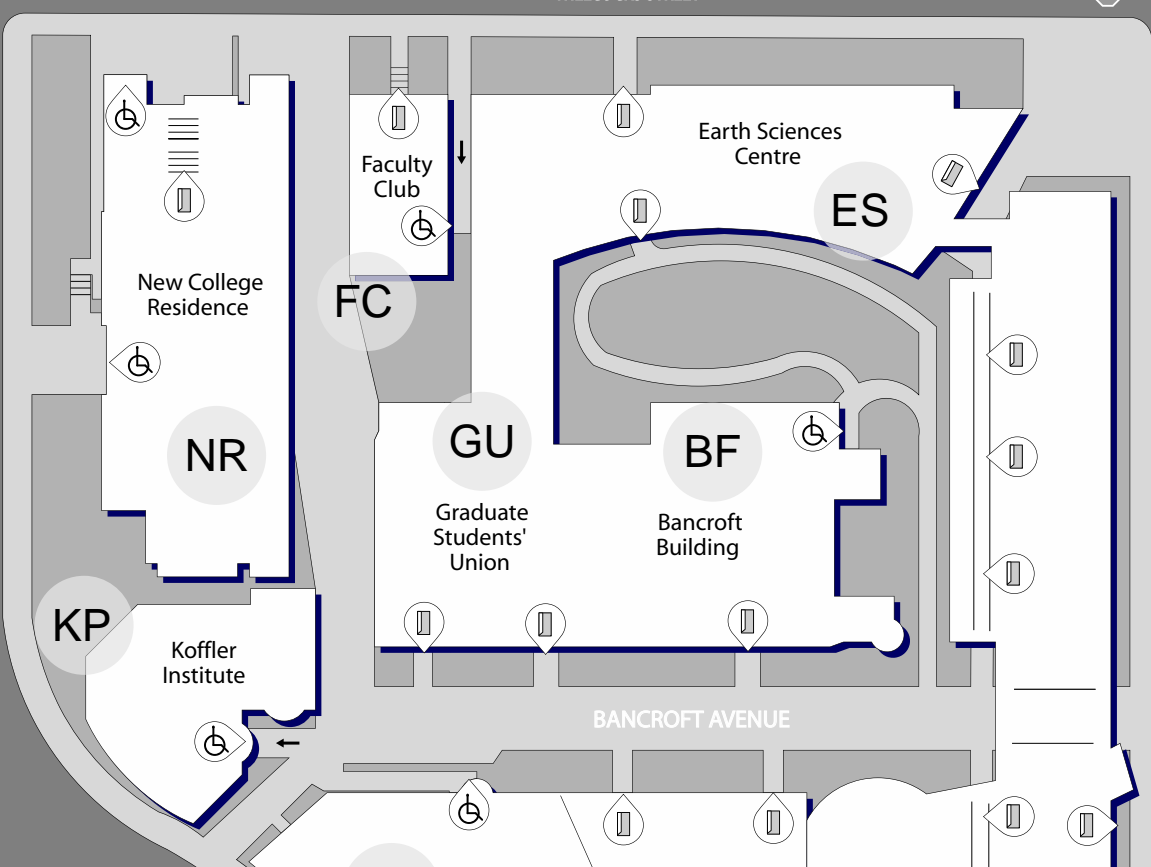 Earth Sciences
Centre
ES
Faculty
Club
FC
New College
Residence
NR
GU
BF
Graduate
Students'
Union
Bancroft
Building
KP
Koffler
Institute
BANCROFT AVENUE